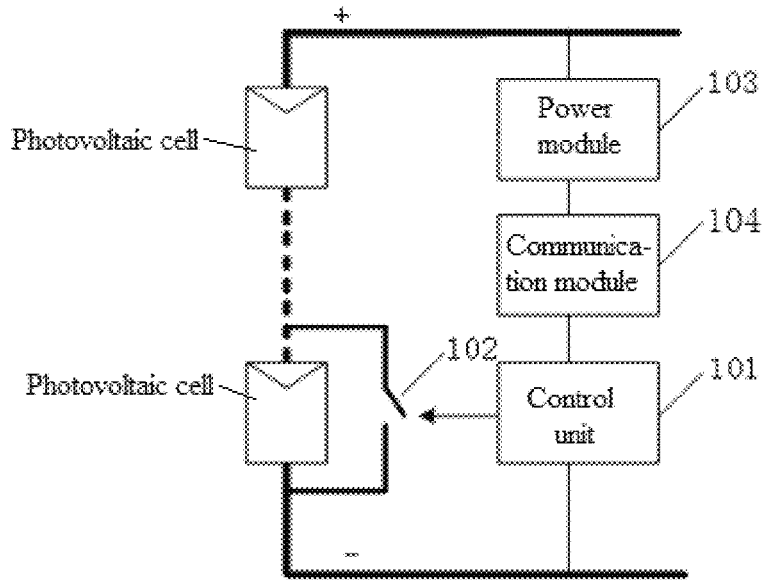 +
Photovoltaic cell
Power
module
103
Communica-
tion module
104
Photovoltaic cell
102
Control
unit
101
-